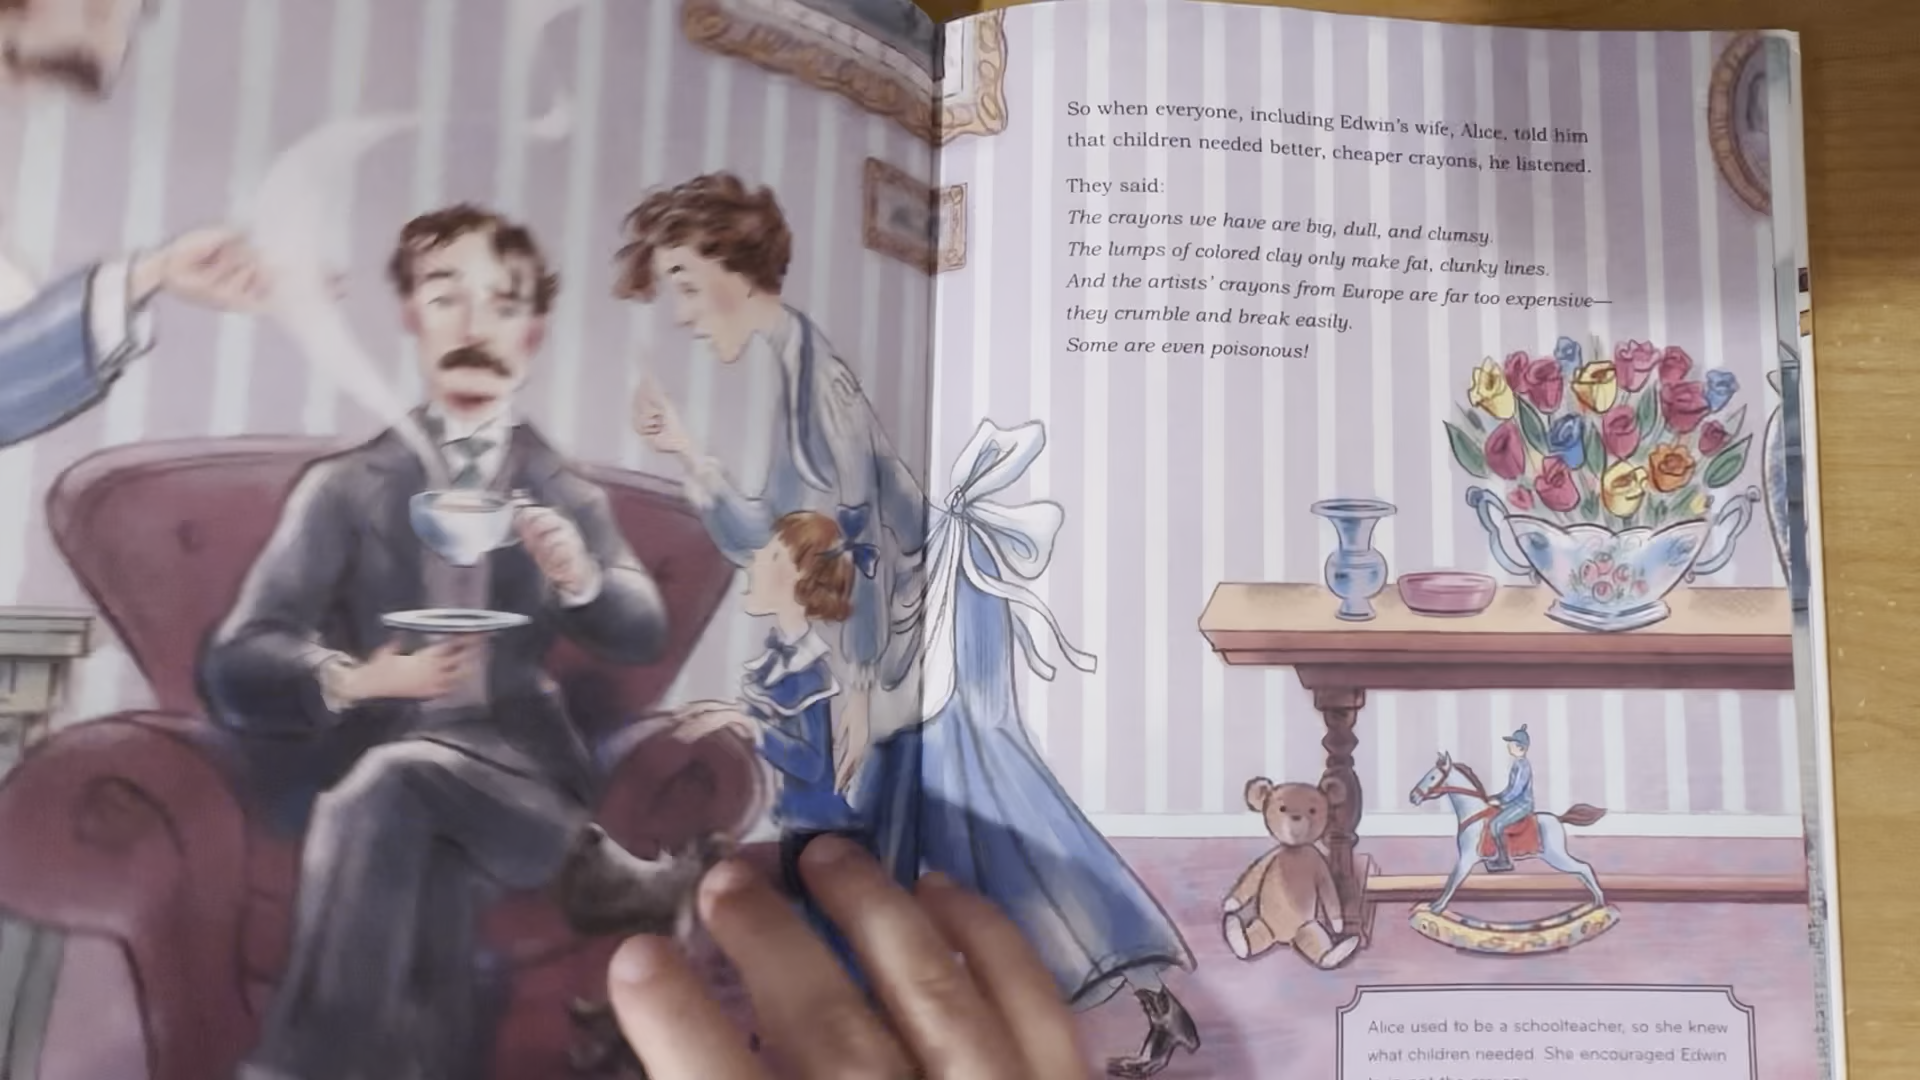 So when everyone, including Edwin's wife, Alice, told him
that children needed better, cheaper crayons, he listened.
They said:
The crayons we have are big, dull, and clumsy.
The lumps of colored clay only make fat, clunky lines.
And the artists' crayons from Europe are far too expensive—
they crumble and break easily.
Some are even poisonous!
Alice used to be a schoolteacher, so she knew
what children needed. She encouraged Edwin